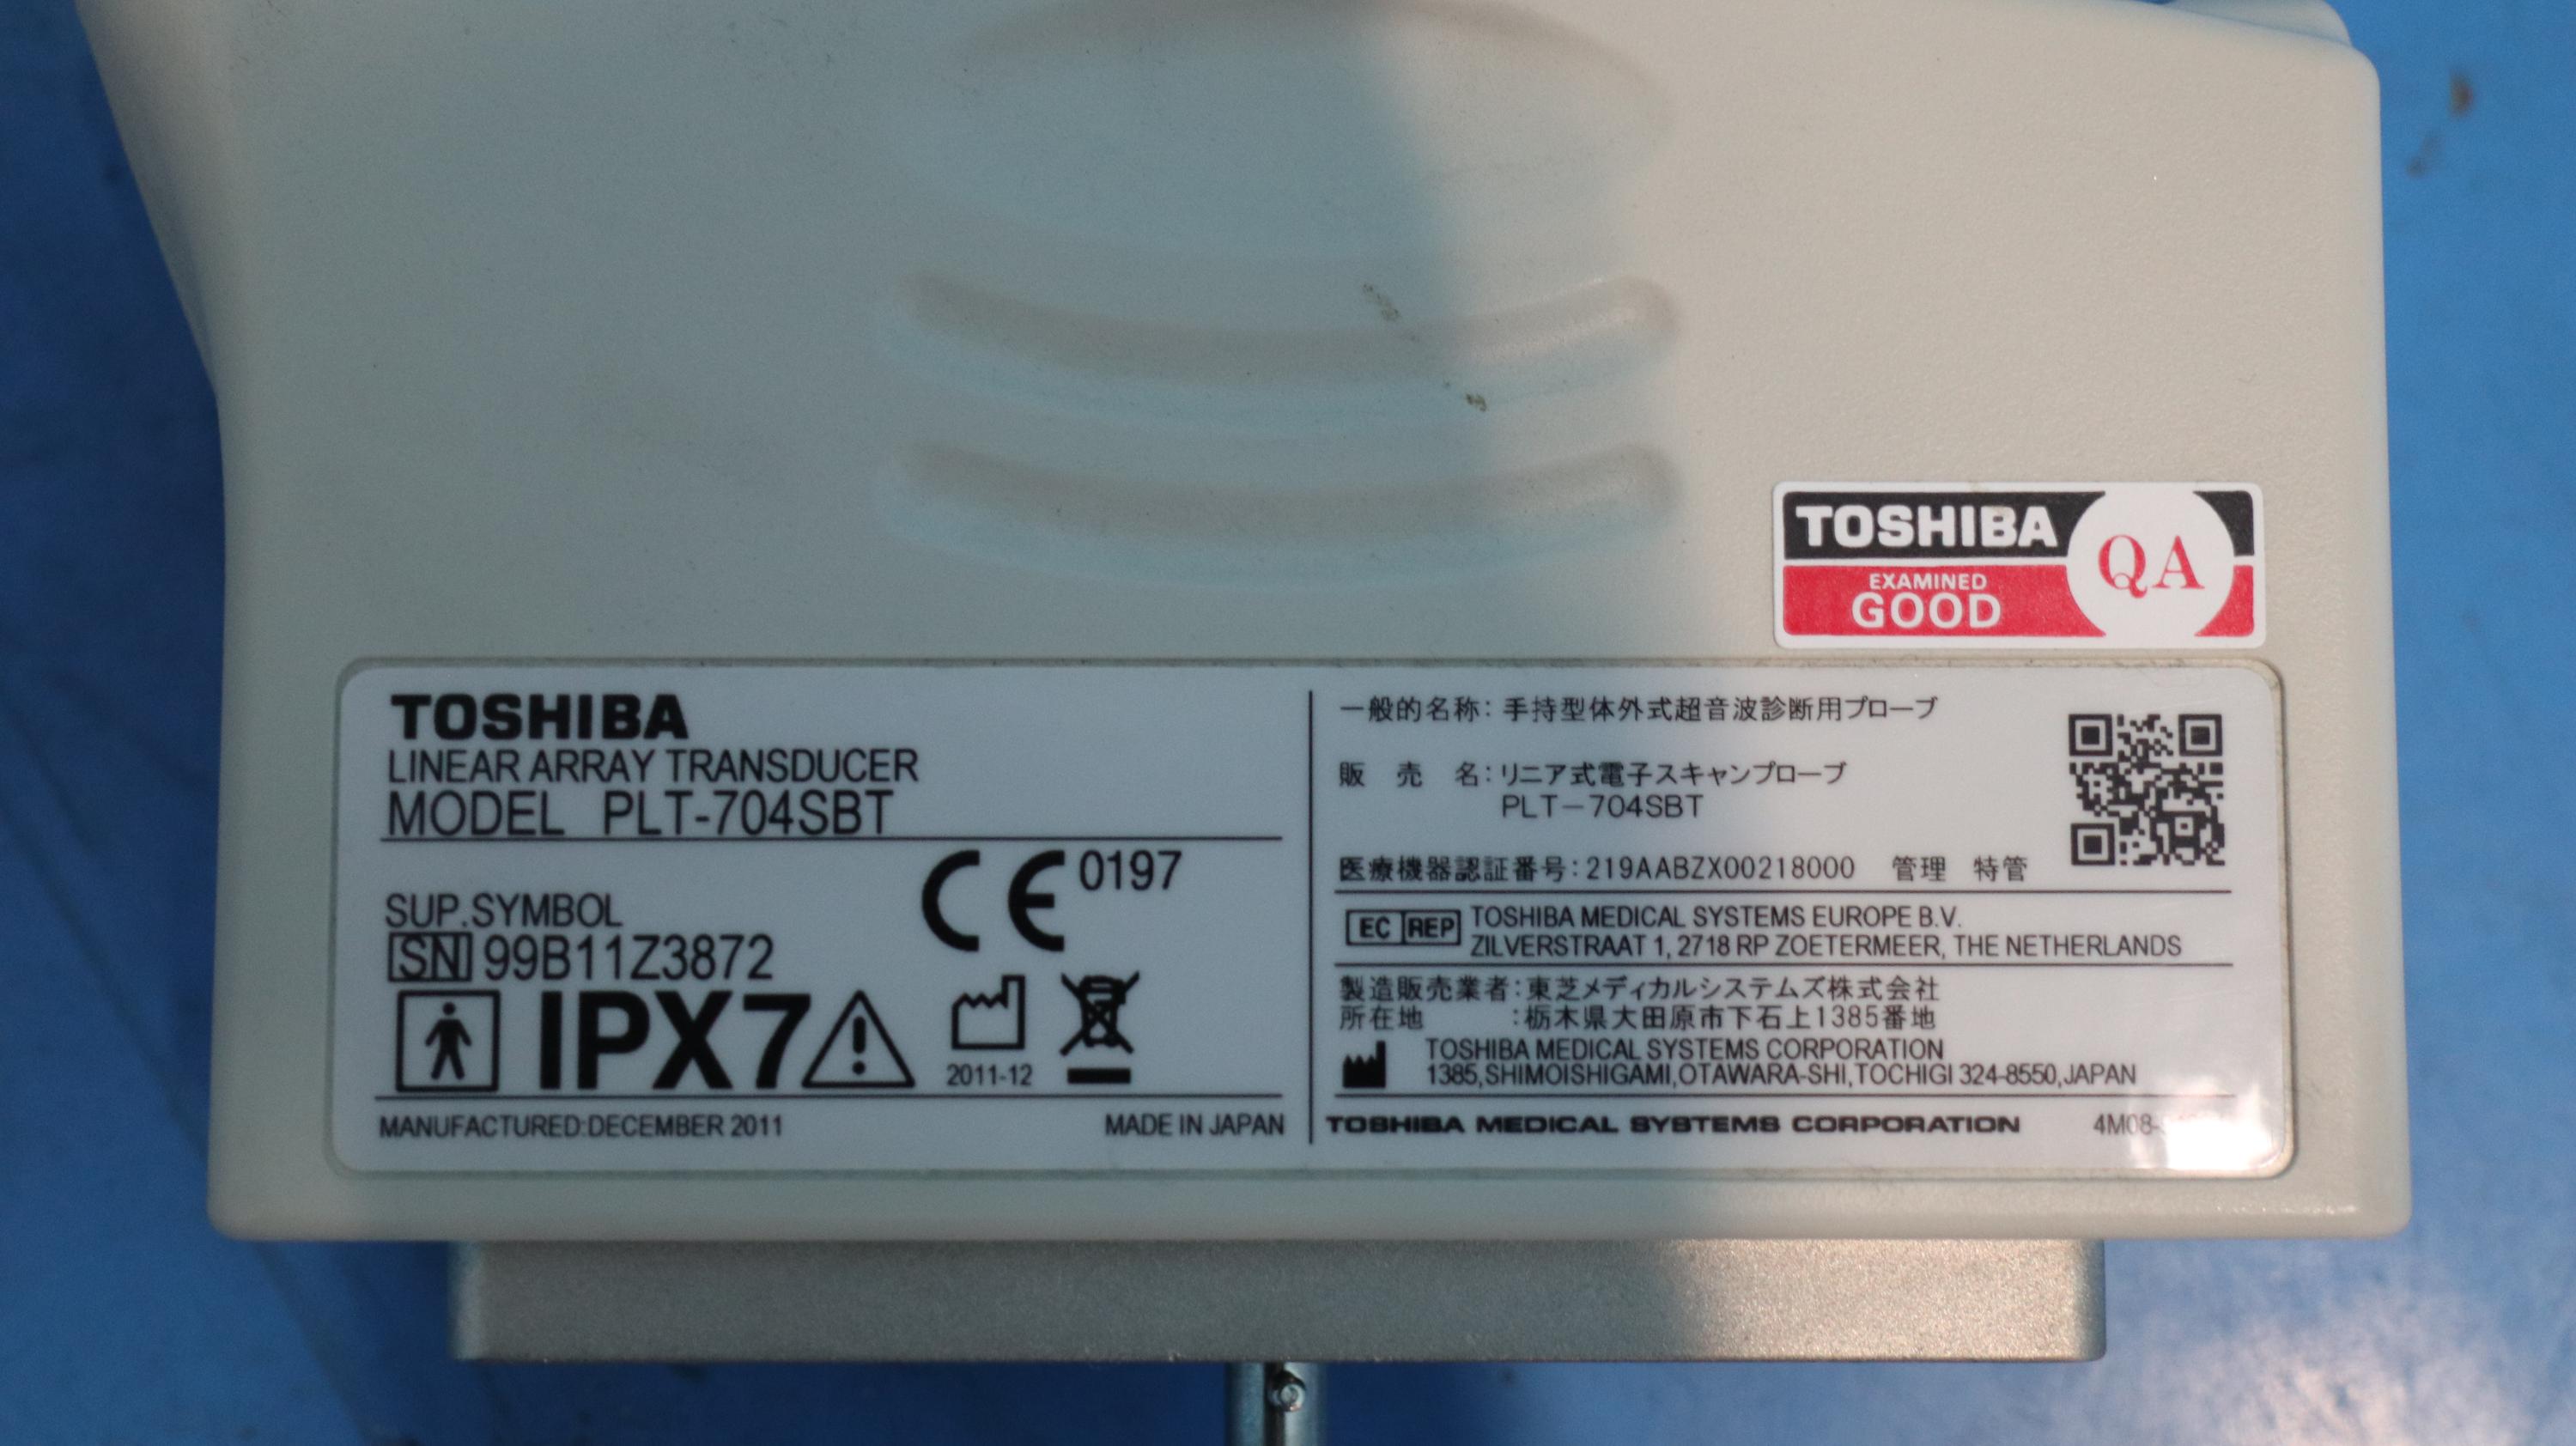 TOSHIBA
EXAMINED
GOOD
QA
TOSHIBA
LINEAR ARRAY TRANSDUCER
MODEL PLT-704SBT
CE 0197
SUP.SYMBOL
SN 99B11Z3872
IPX7
2011-12
MANUFACTURED:DECEMBER 2011
MADE IN JAPAN
一般的名称:手持型体外式超音波診断用プローブ
販売名:リニア式電子スキャンプローブ
PLT-704SBT
医療機器認証番号:219AABZX00218000 管理 特管
EC REP TOSHIBA MEDICAL SYSTEMS EUROPE B.V.
ZILVERSTRAAT 1, 2718 RP ZOETERMEER, THE NETHERLANDS
製造販売業者:東芝メディカルシステムズ株式会社
所在地 :栃木県大田原市下石上1385番地
TOSHIBA MEDICAL SYSTEMS CORPORATION
1385,SHIMOISHIGAMI,OTAWARA-SHI,TOCHIGI 324-8550,JAPAN
TOSHIBA MEDICAL SYSTEMS CORPORATION